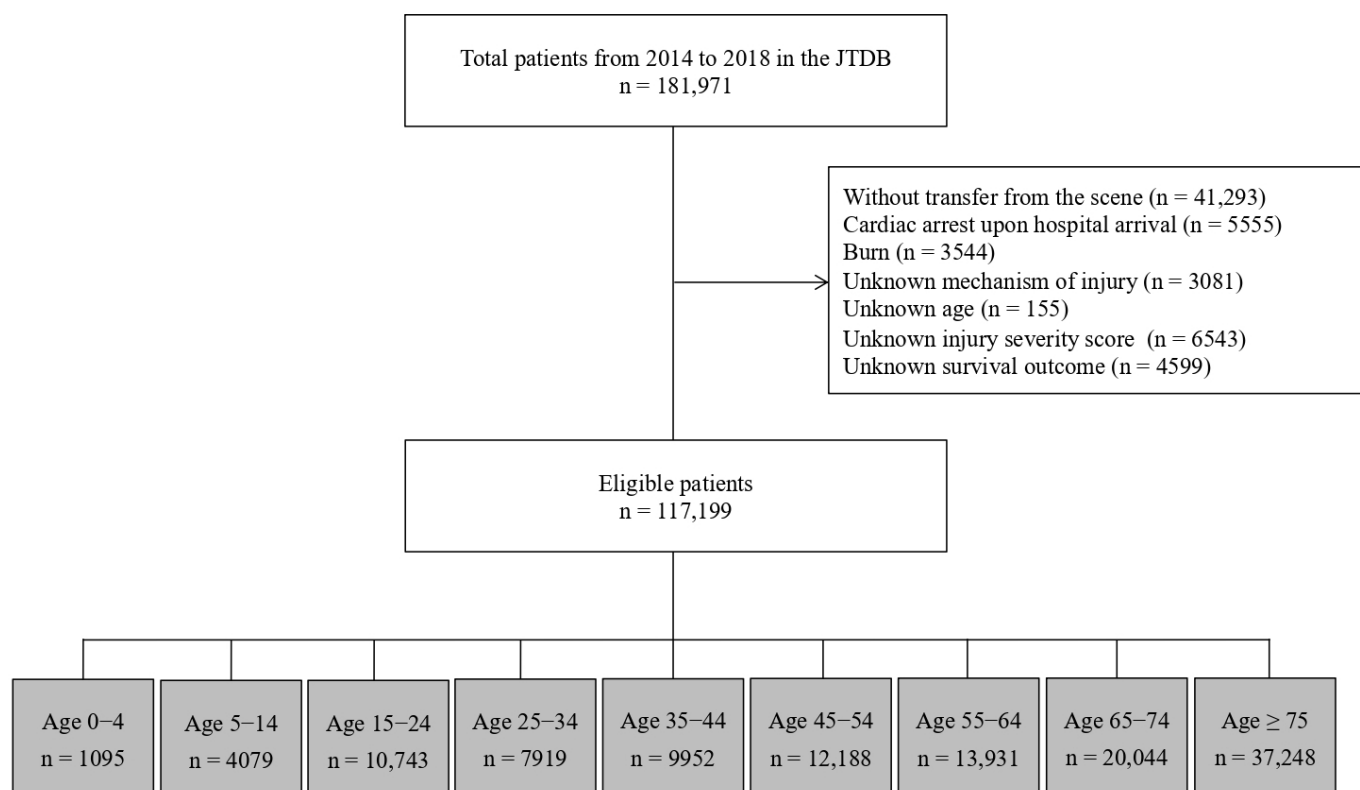 Total patients from 2014 to 2018 in the JTDB
n = 181,971
Without transfer from the scene (n = 41,293)
Cardiac arrest upon hospital arrival (n = 5555)
Burn (n = 3544)
Unknown mechanism of injury (n = 3081)
Unknown age (n = 155)
Unknown injury severity score (n = 6543)
Unknown survival outcome (n = 4599)
Eligible patients
n = 117,199
Age 0−4
n = 1095
Age 5−14
n = 4079
Age 15−24
n = 10,743
Age 25−34
n = 7919
Age 35−44
n = 9952
Age 45−54
n = 12,188
Age 55−64
n = 13,931
Age 65−74
n = 20,044
Age ≥ 75
n = 37,248